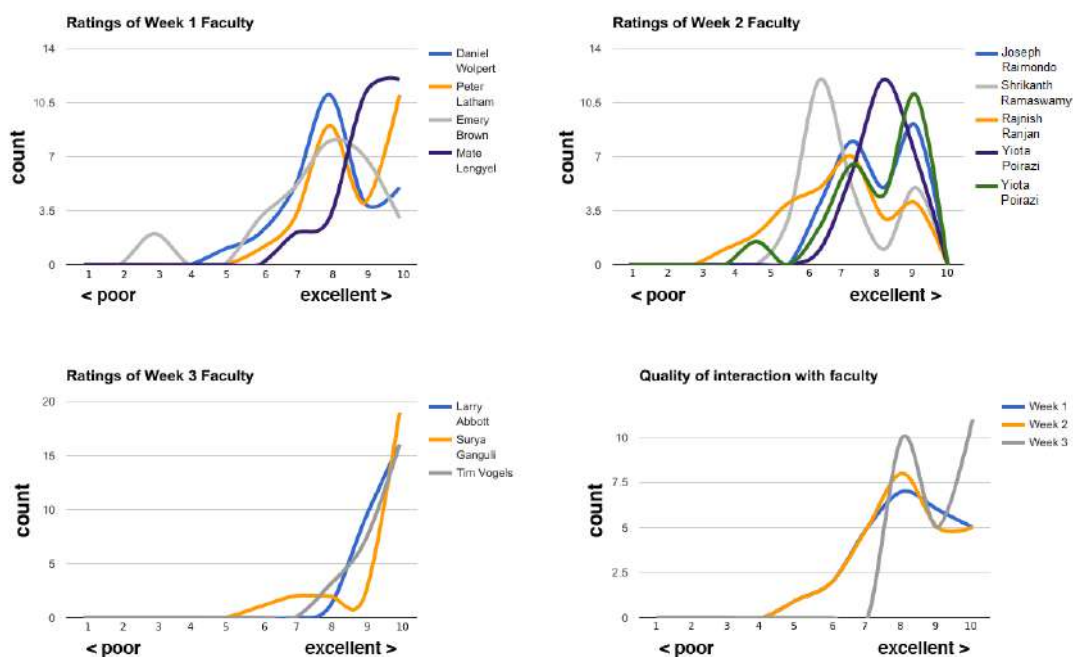 Ratings of Week 1 Faculty
14
10.5
7
3.5
0
count
1 2 3 4 5 6 7 8 9 10
< poor excellent >
Daniel
Wolpert
Peter
Latham
Emery
Brown
Mate
Lengyel
Ratings of Week 2 Faculty
14
10.5
7
3.5
0
count
1 2 3 4 5 6 7 8 9 10
< poor excellent >
Joseph
Raimondo
Shrikanth
Ramaswamy
Rajnish
Ranjan
Yiota
Poirazi
Yiota
Poirazi
Ratings of Week 3 Faculty
20
15
10
5
0
count
1 2 3 4 5 6 7 8 9 10
< poor excellent >
Larry
Abbott
Surya
Ganguli
Tim Vogels
Quality of interaction with faculty
10
7.5
5
2.5
0
count
1 2 3 4 5 6 7 8 9 10
< poor excellent >
Week 1
Week 2
Week 3